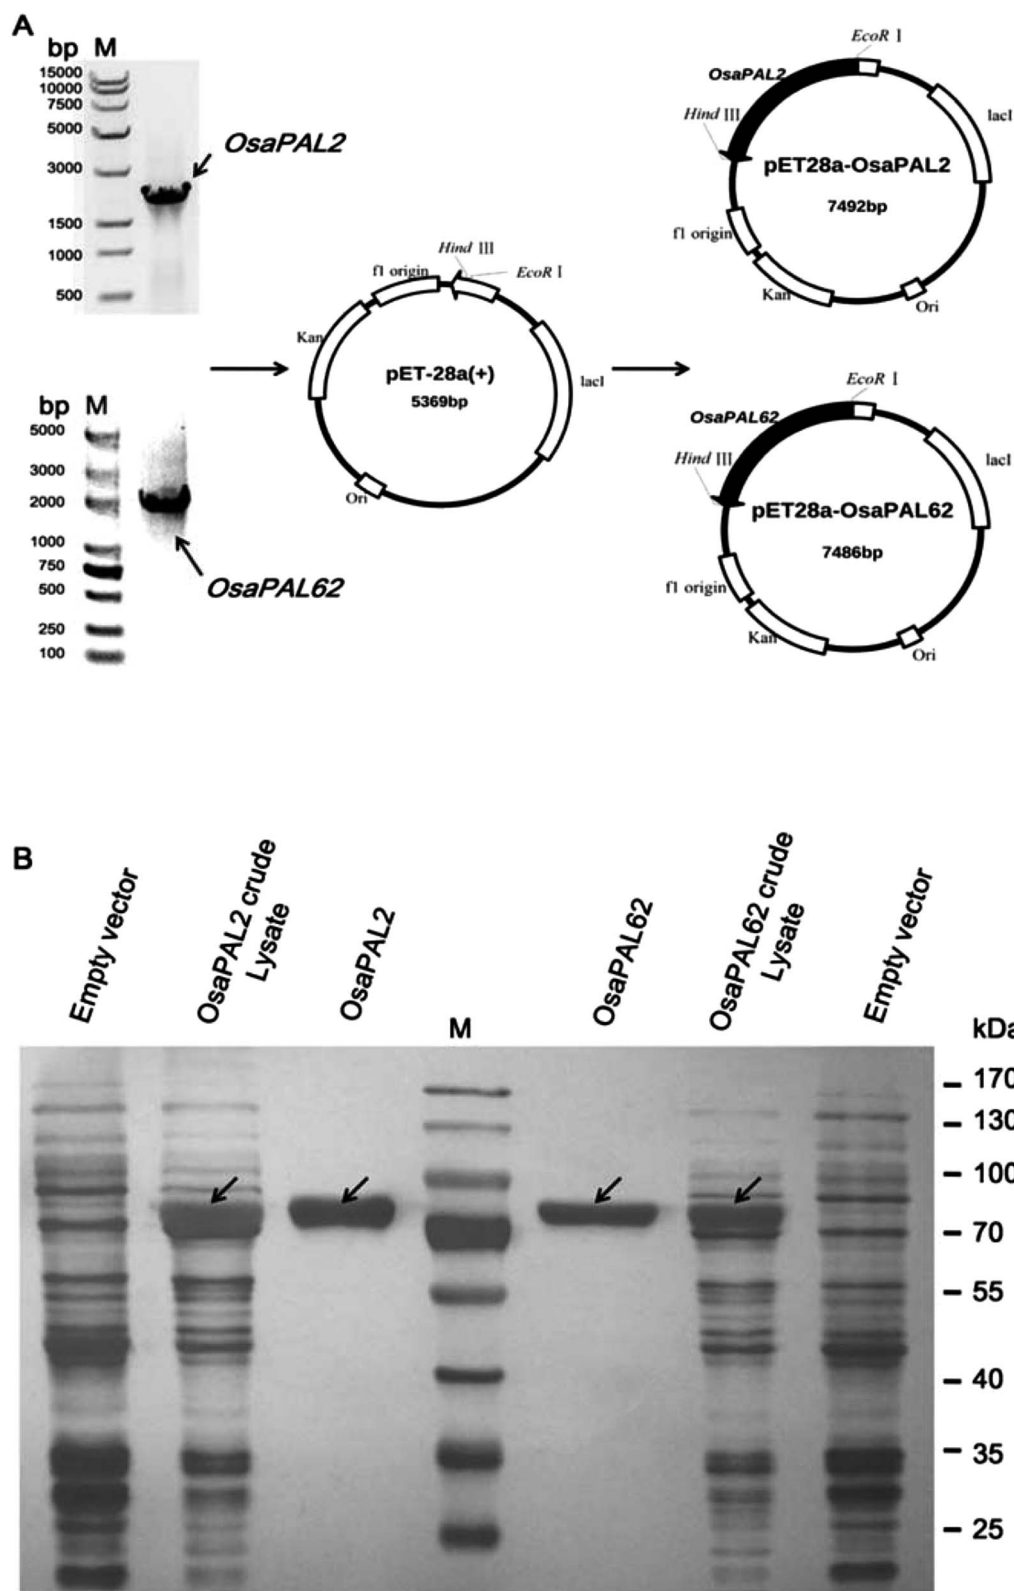 A
bp M
15000
10000
7500
5000
3000
1500
1000
500
OsaPAL2
bp M
5000
3000
2000
1000
750
500
250
100
OsaPAL62
Hind III
EcoR I
f1 origin
Kan
pET-28a(+)
5369bp
lacI
Ori
EcoR I
OsaPAL2
Hind III
lacI
pET28a-OsaPAL2
7492bp
f1 origin
Kan
Ori
EcoR I
OsaPAL62
Hind III
lacI
pET28a-OsaPAL62
7486bp
f1 origin
Kan
Ori
B
Empty vector
OsaPAL2 crude
Lysate
OsaPAL2
M
OsaPAL62
OsaPAL62 crude
Lysate
Empty vector
kDa
170
130
100
70
55
40
35
25